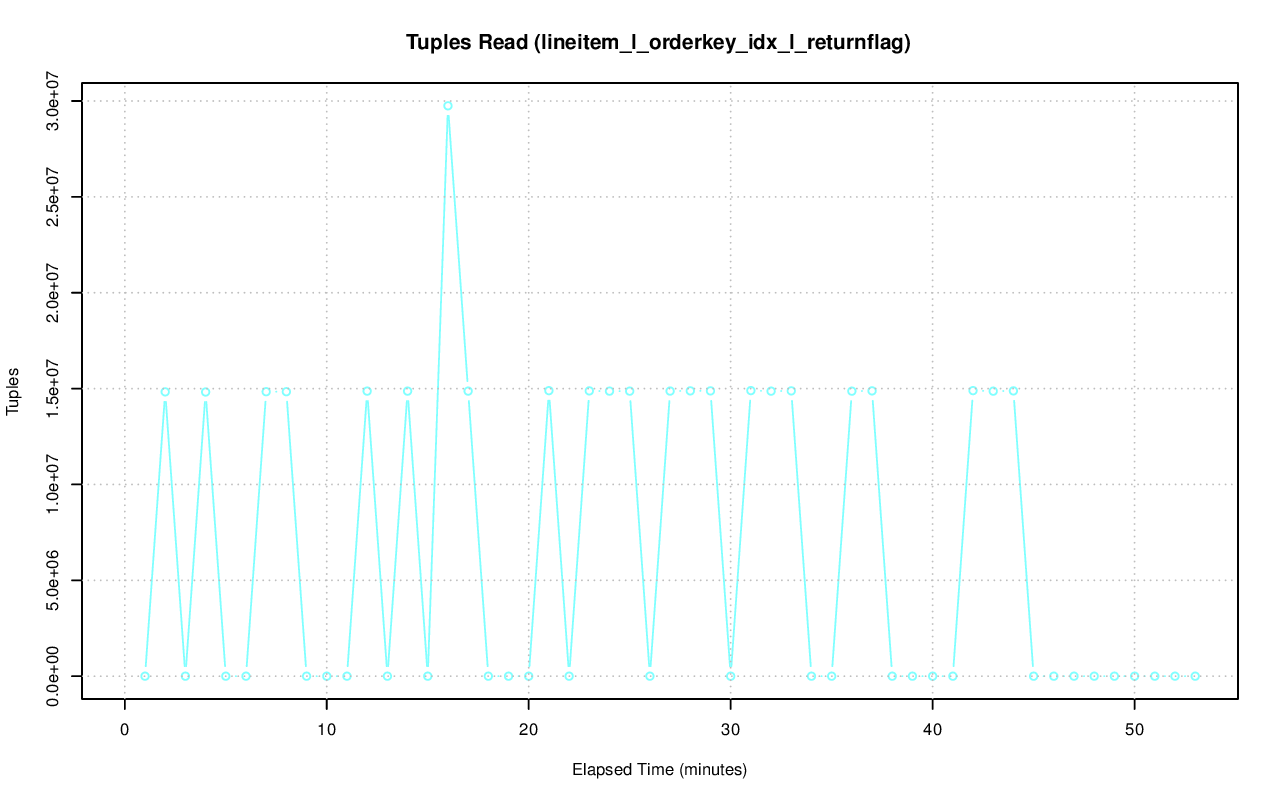 Tuples Read (lineitem_l_orderkey_idx_l_returnflag)
3.0e+07
2.5e+07
2.0e+07
1.5e+07
1.0e+07
5.0e+06
0.0e+00
Tuples
0 10 20 30 40 50
Elapsed Time (minutes)